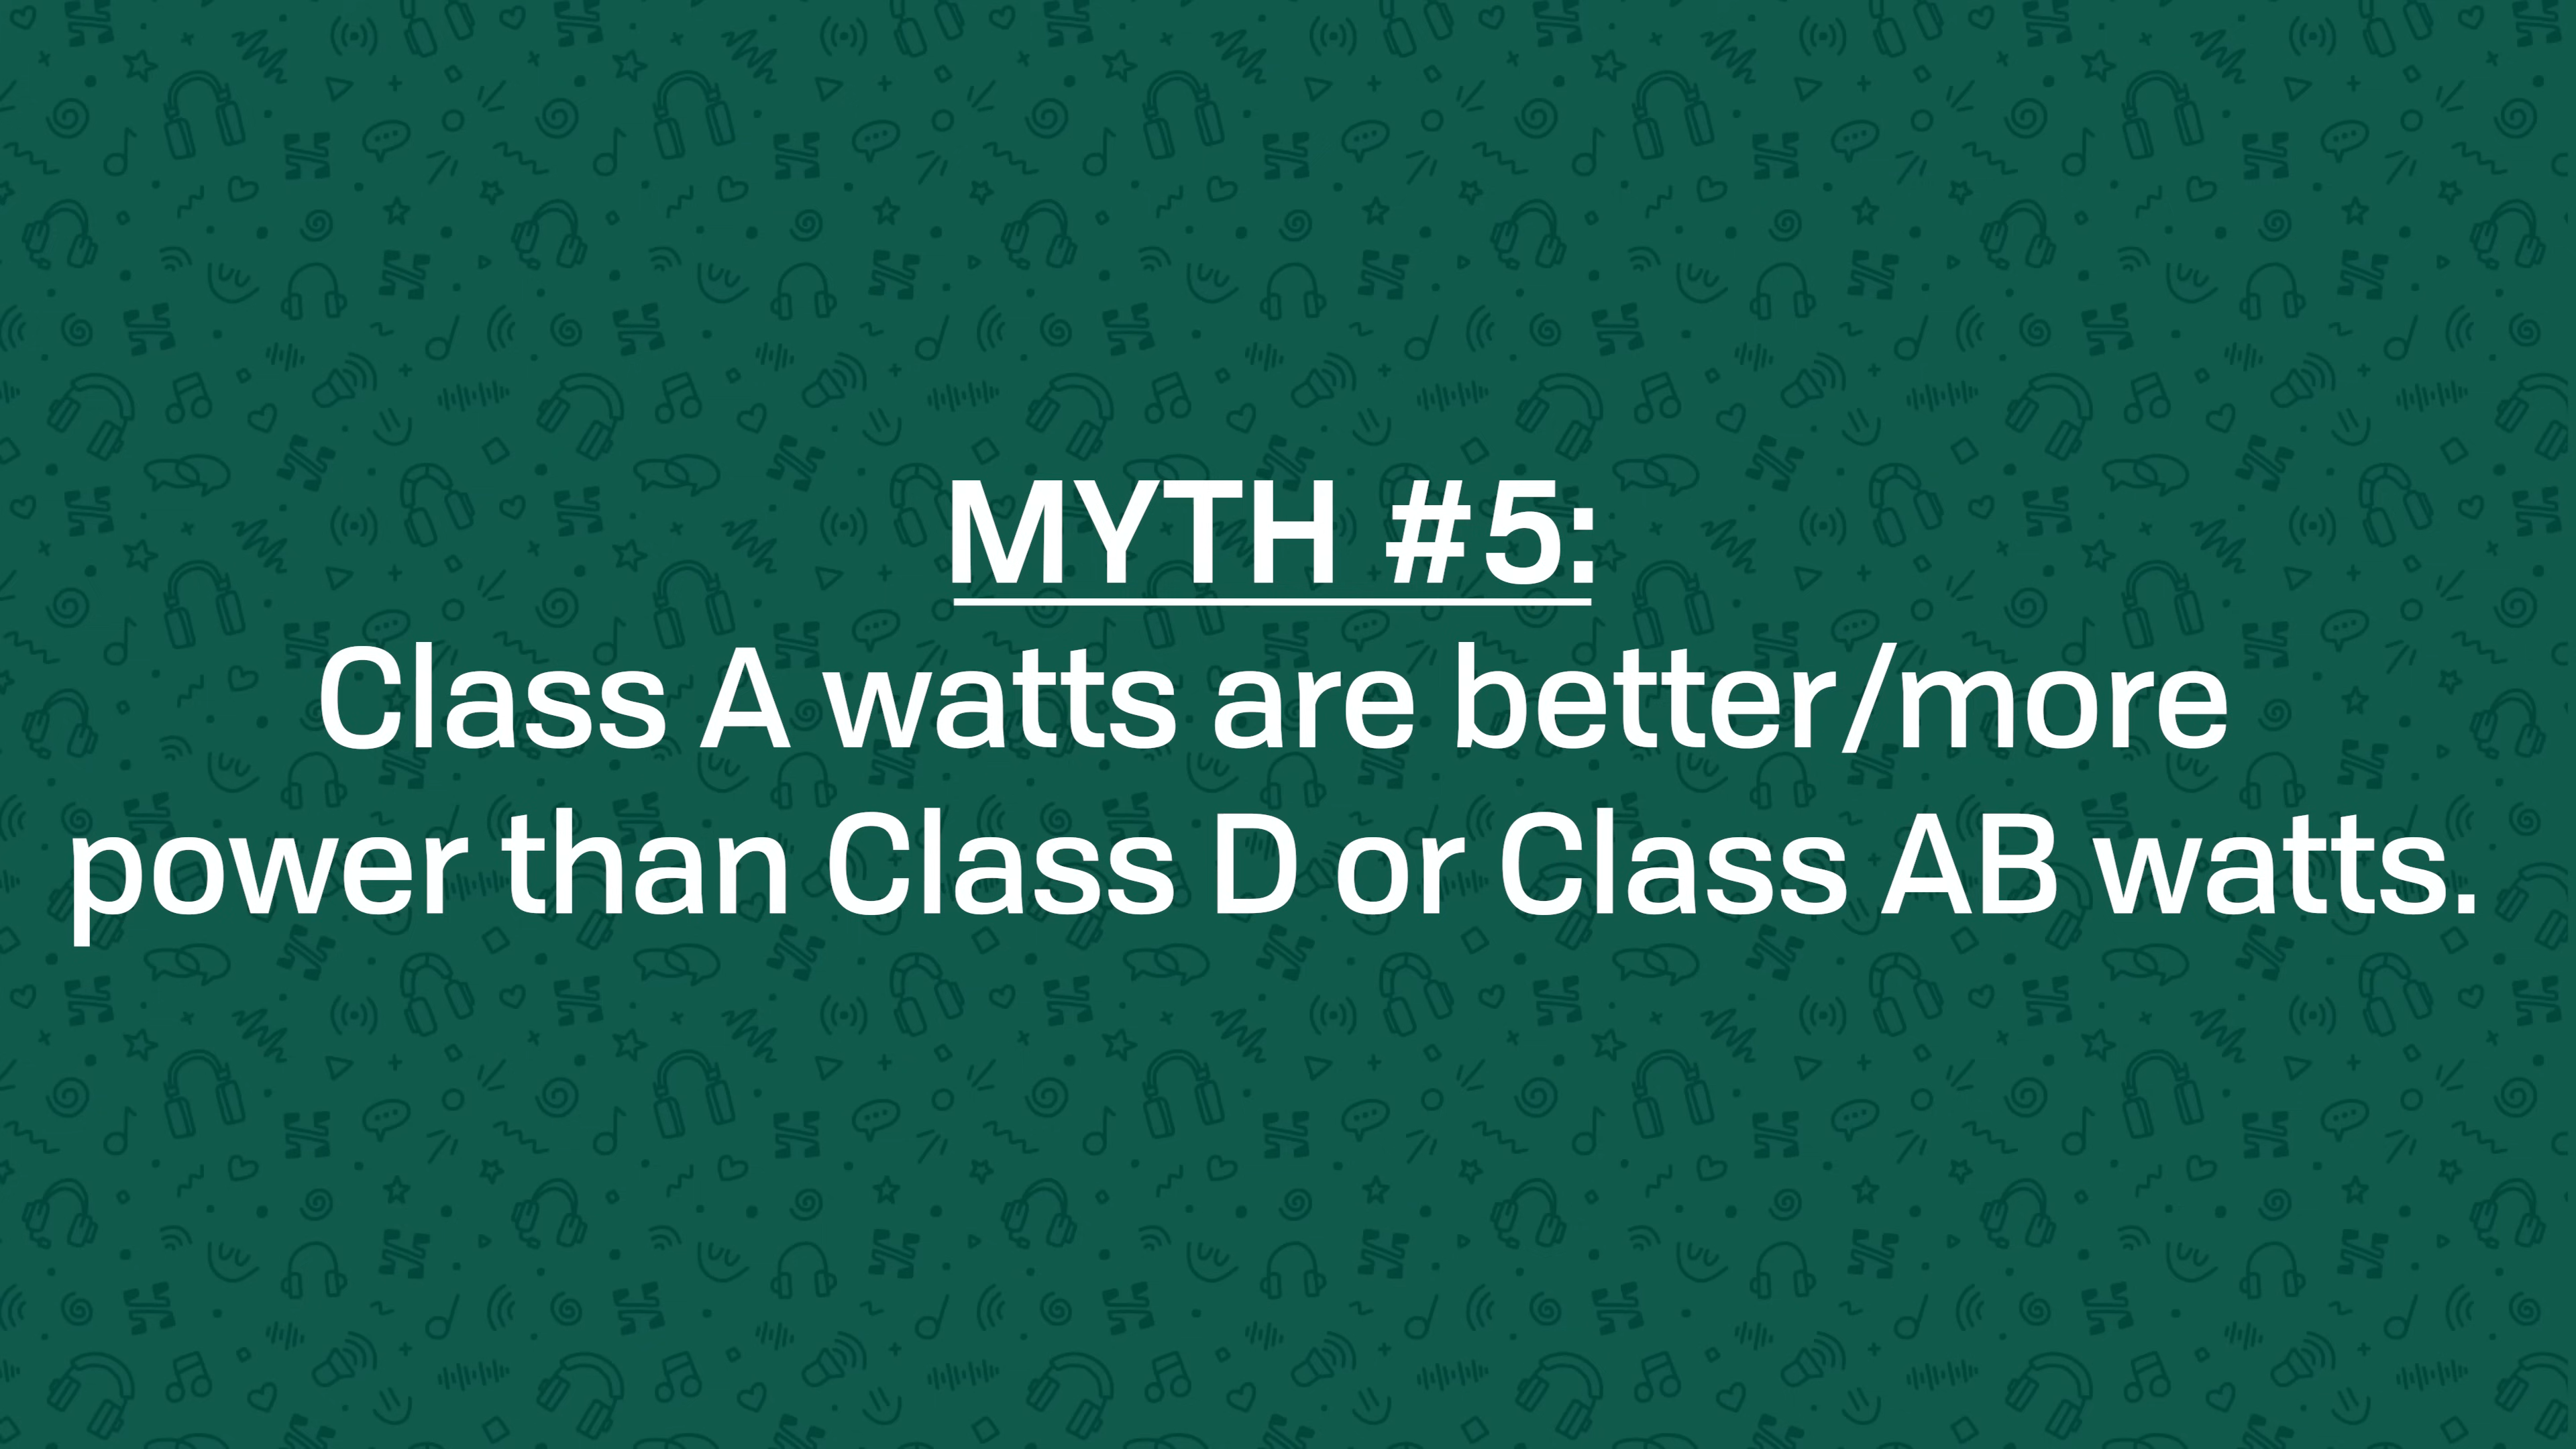 MYTH #5:
Class A watts are better/more
power than Class D or Class AB watts.